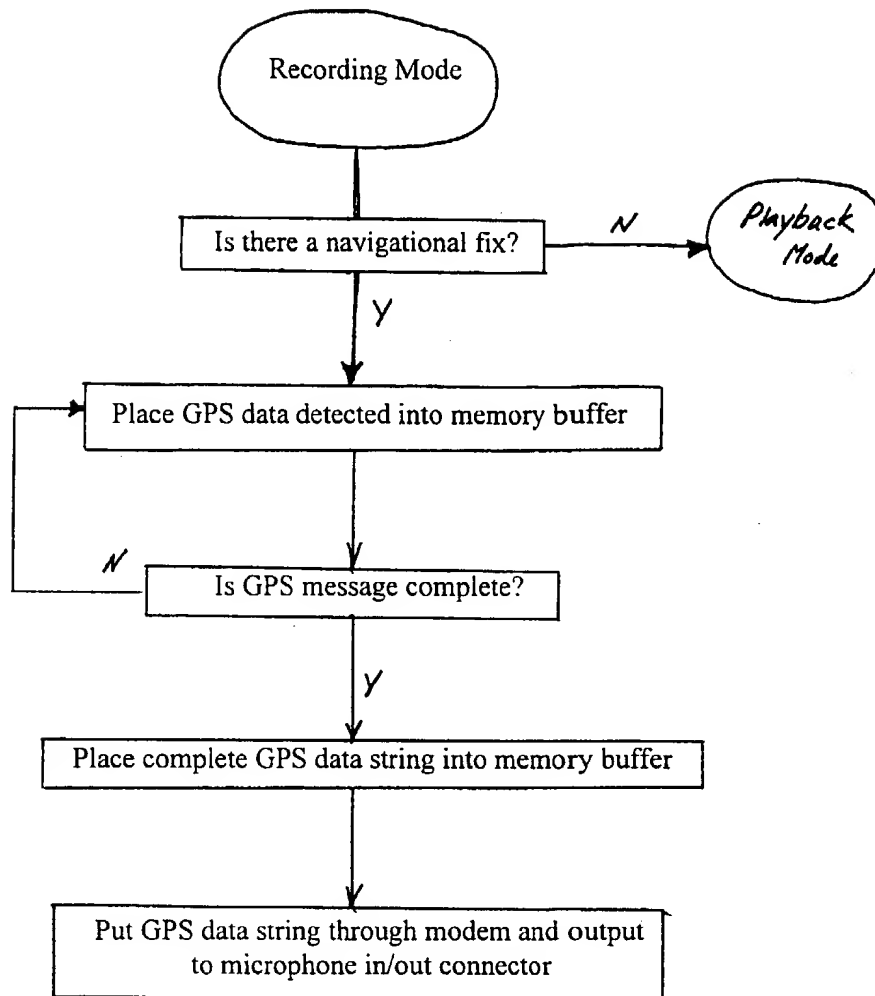 Recording Mode
Is there a navigational fix?
N
Playback
Mode
Y
Place GPS data detected into memory buffer
N
Is GPS message complete?
Y
Place complete GPS data string into memory buffer
Put GPS data string through modem and output
to microphone in/out connector